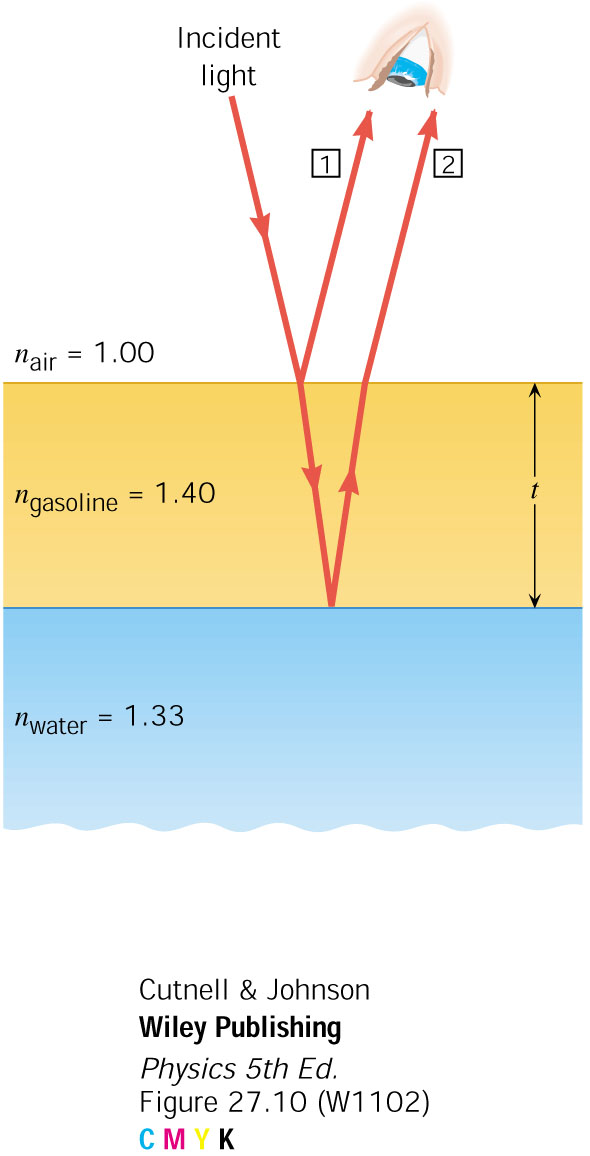 Incident
light
1
2
nair = 1.00
ngasoline = 1.40
t
nwater = 1.33
Cutnell & Johnson
Wiley Publishing
Physics 5th Ed.
Figure 27.10 (W1102)
C M Y K